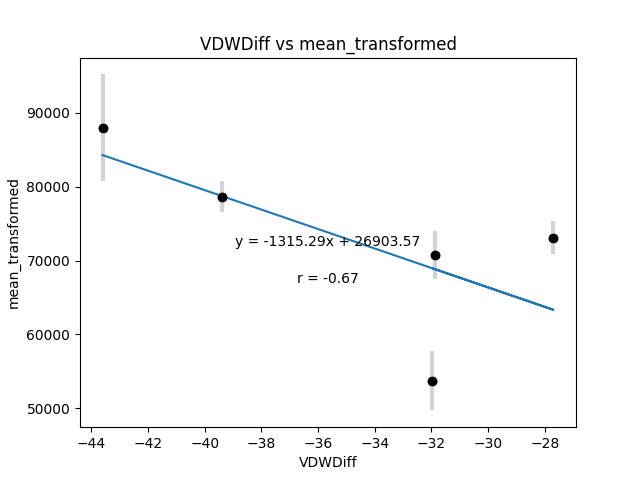 VDWDiff vs mean_transformed
mean_transformed
90000
80000
70000
60000
50000
y = -1315.29x + 26903.57
r = -0.67
−44 −42 −40 −38 −36 −34 −32 −30 −28
VDWDiff